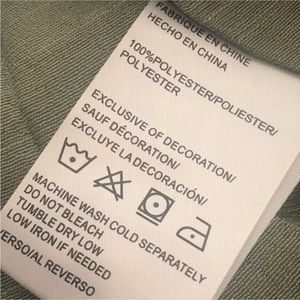 FABRIQUE EN CHINE
HECHO EN CHINA
100%POLYESTER/POLIESTER/
POLYESTER
EXCLUSIVE OF DECORATION/
SAUF DÉCORATION/
EXCLUYE LA DECORACIÓN/
MACHINE WASH COLD SEPARATELY
DO NOT BLEACH
TUMBLE DRY LOW
LOW IRON IF NEEDED
VERSO/AL REVERSO